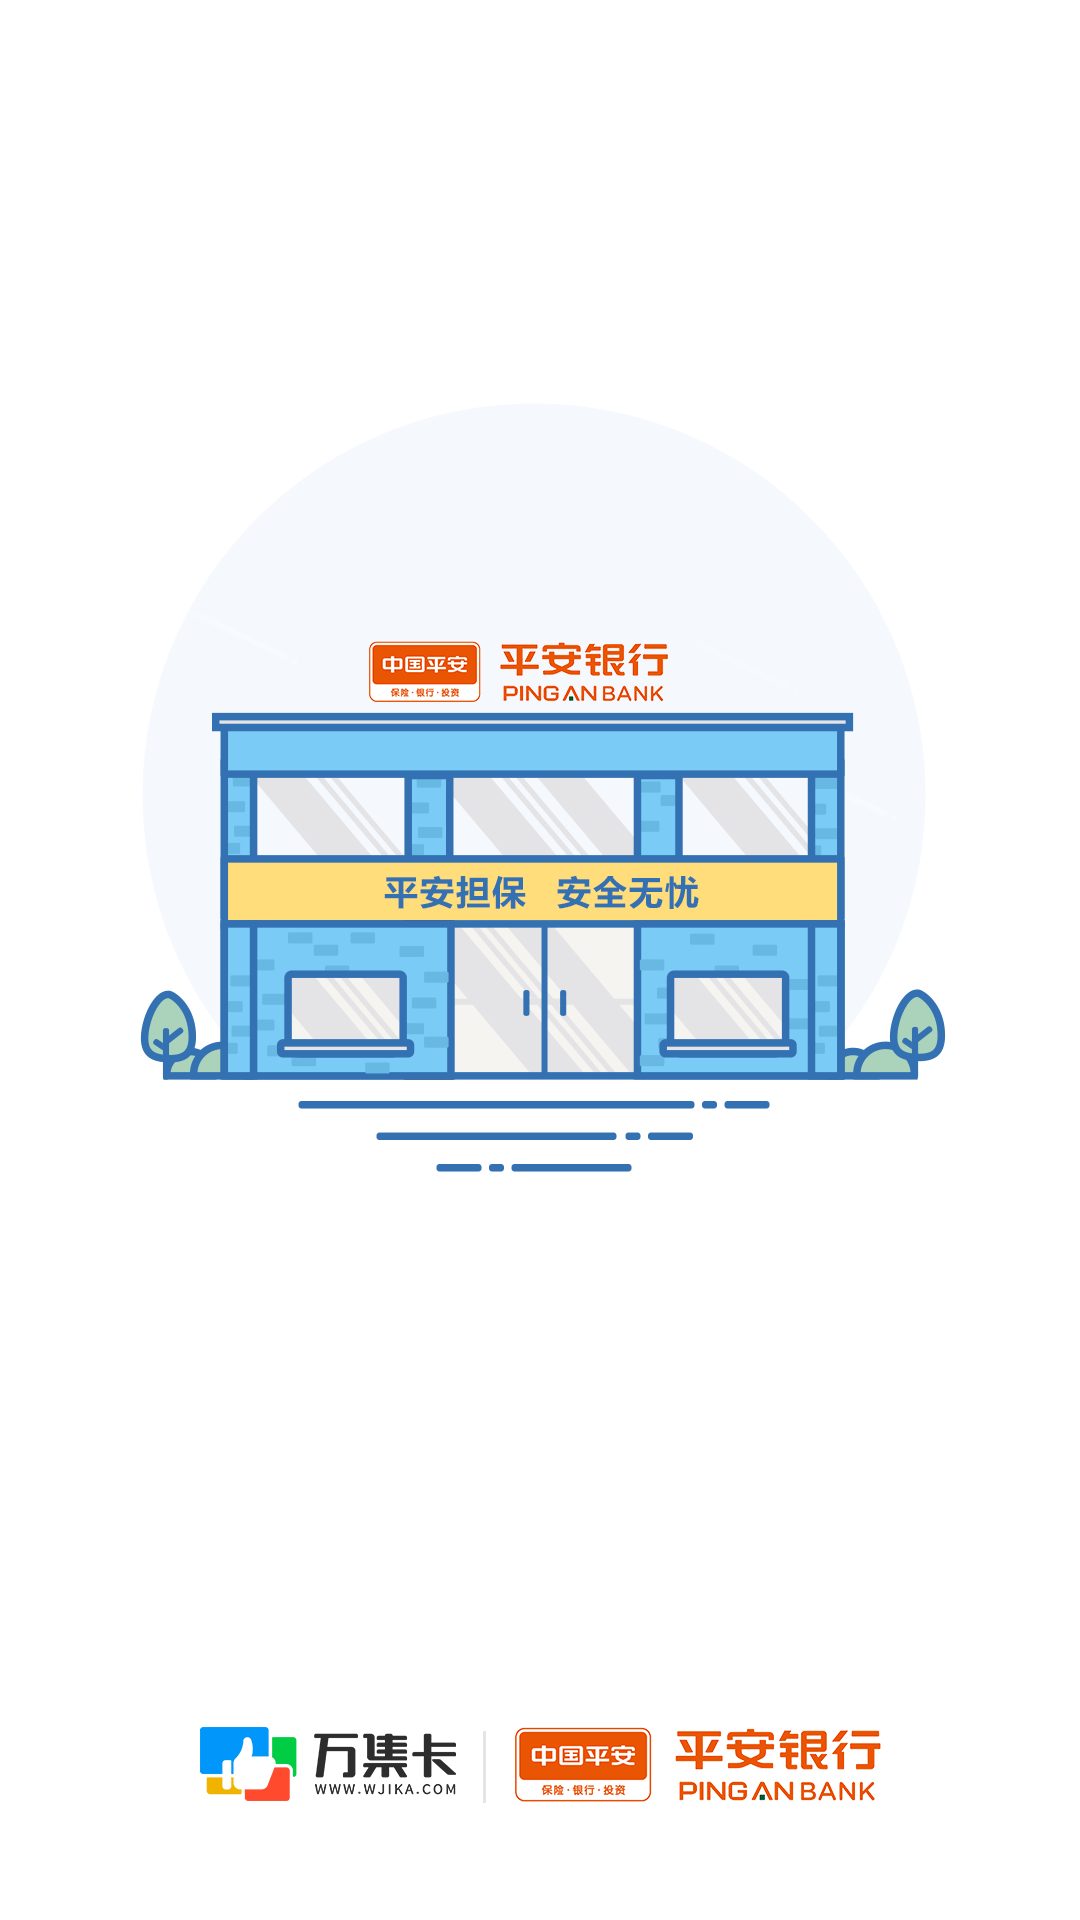 中国平安
保险·银行·投资
平安银行
PING AN BANK
平安担保 安全无忧
万集卡
WWW.WJIKA.COM
中国平安
保险·银行·投资
平安银行
PING AN BANK